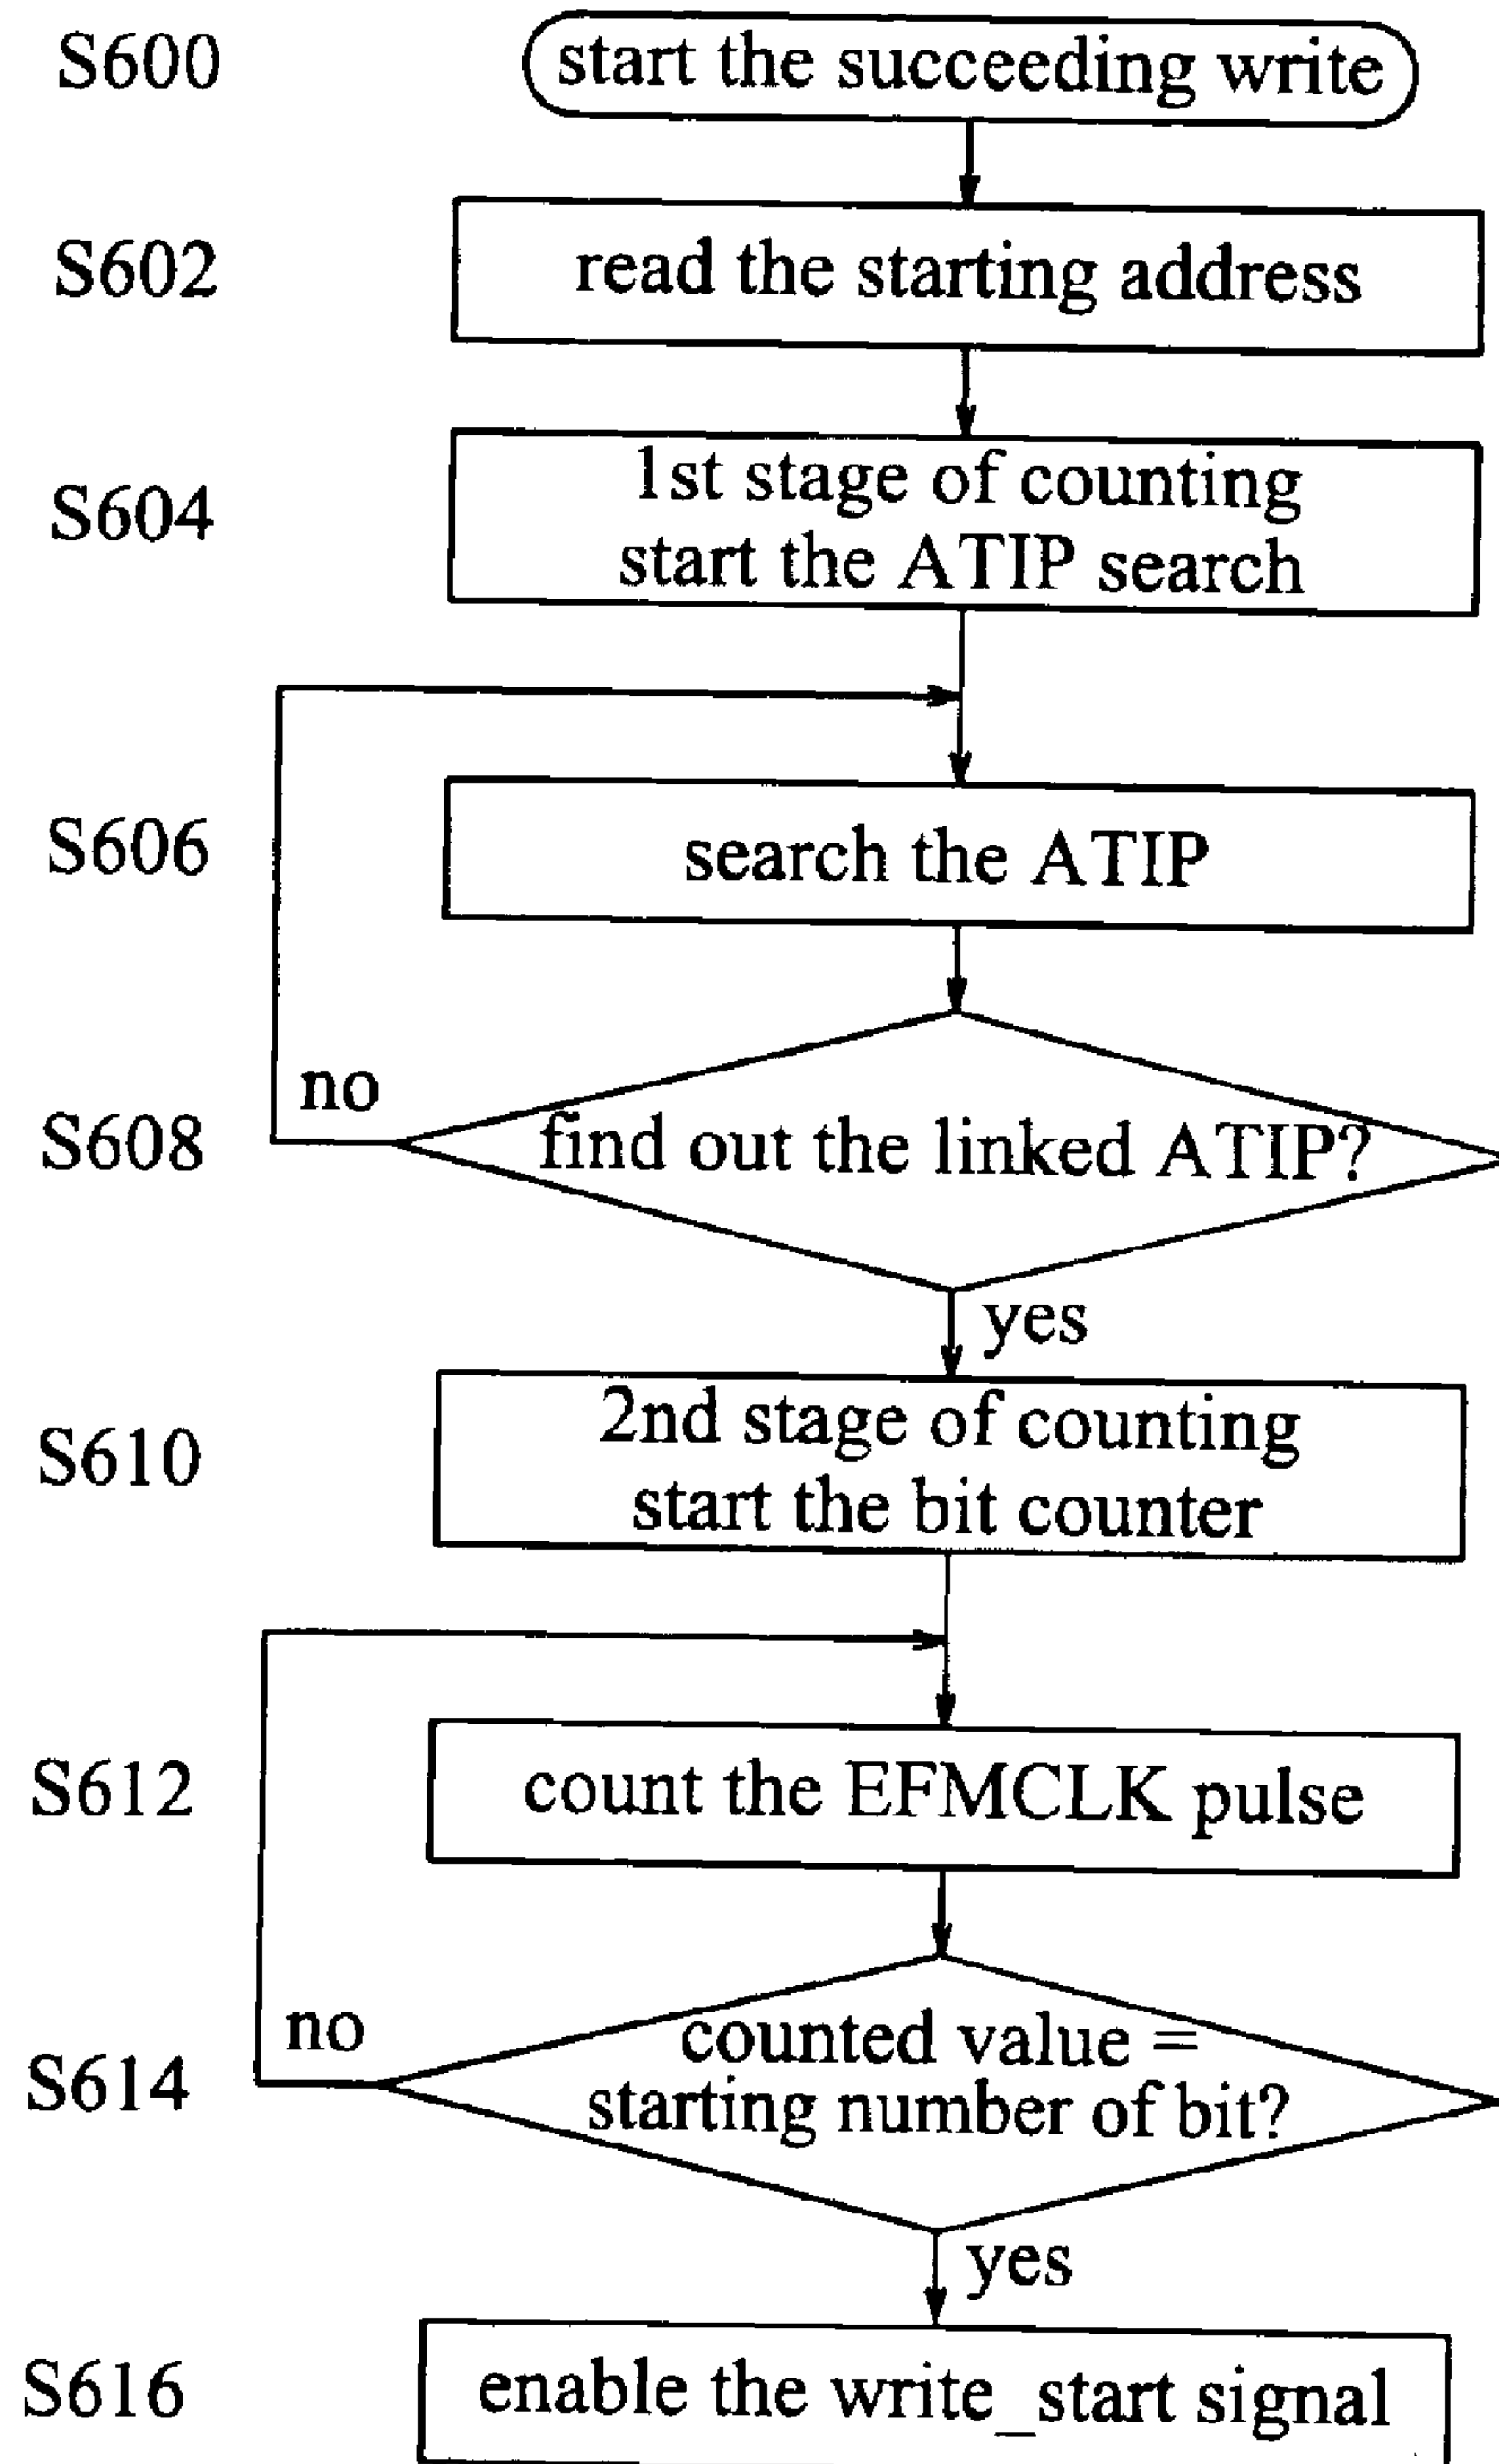 S600
start the succeeding write
S602
read the starting address
S604
1st stage of counting
start the ATIP search
S606
search the ATIP
no
S608
find out the linked ATIP?
yes
S610
2nd stage of counting
start the bit counter
S612
count the EFMCLK pulse
no
S614
counted value =
starting number of bit?
yes
S616
enable the write_start signal